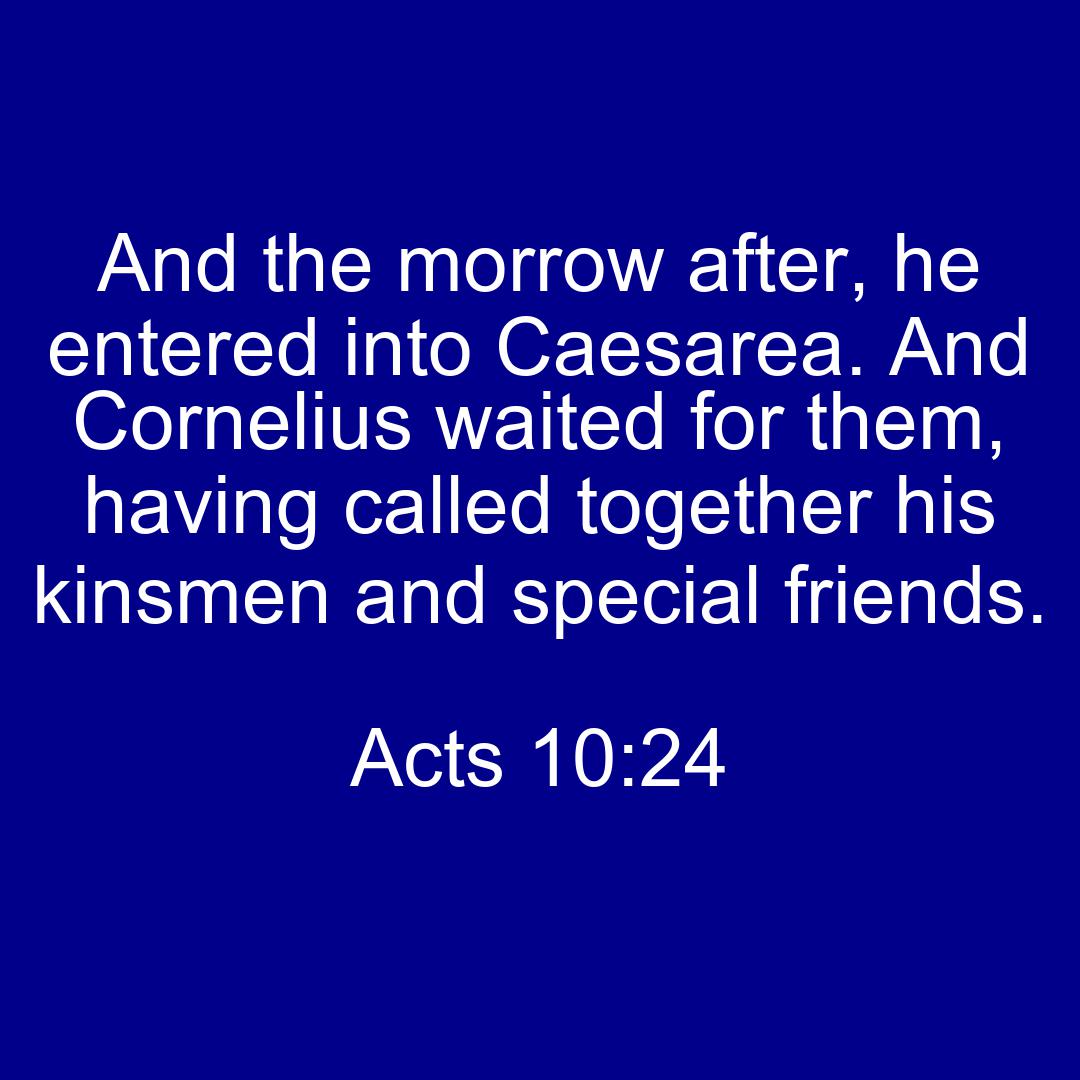 And the morrow after, he
entered into Caesarea. And
Cornelius waited for them,
having called together his
kinsmen and special friends.
Acts 10:24